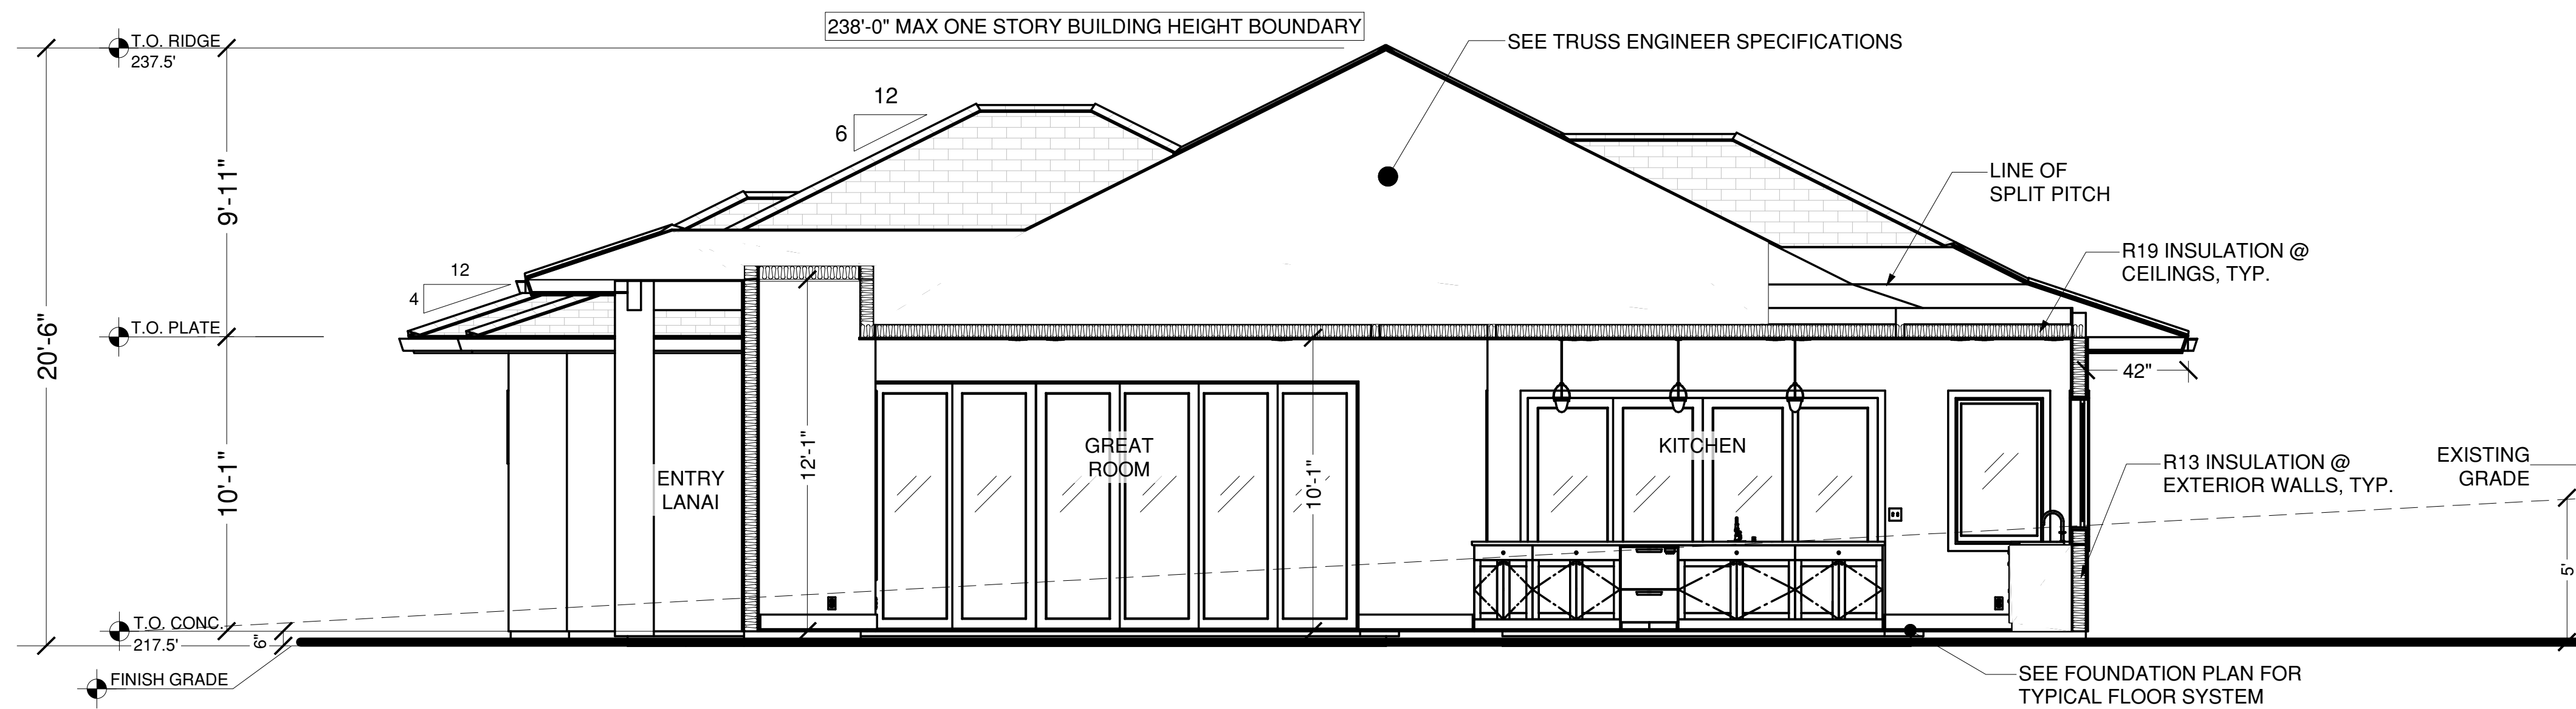 238'-0" MAX ONE STORY BUILDING HEIGHT BOUNDARY
T.O. RIDGE
237.5'
SEE TRUSS ENGINEER SPECIFICATIONS
12
6
LINE OF
SPLIT PITCH
9'-11"
R19 INSULATION @
CEILINGS, TYP.
12
4
T.O. PLATE
20'-6"
42"
GREAT
ROOM
KITCHEN
12'-1"
10'-1"
10'-1"
ENTRY
LANAI
R13 INSULATION @
EXTERIOR WALLS, TYP.
EXISTING
GRADE
5'
T.O. CONC.
217.5'
6"
FINISH GRADE
SEE FOUNDATION PLAN FOR
TYPICAL FLOOR SYSTEM